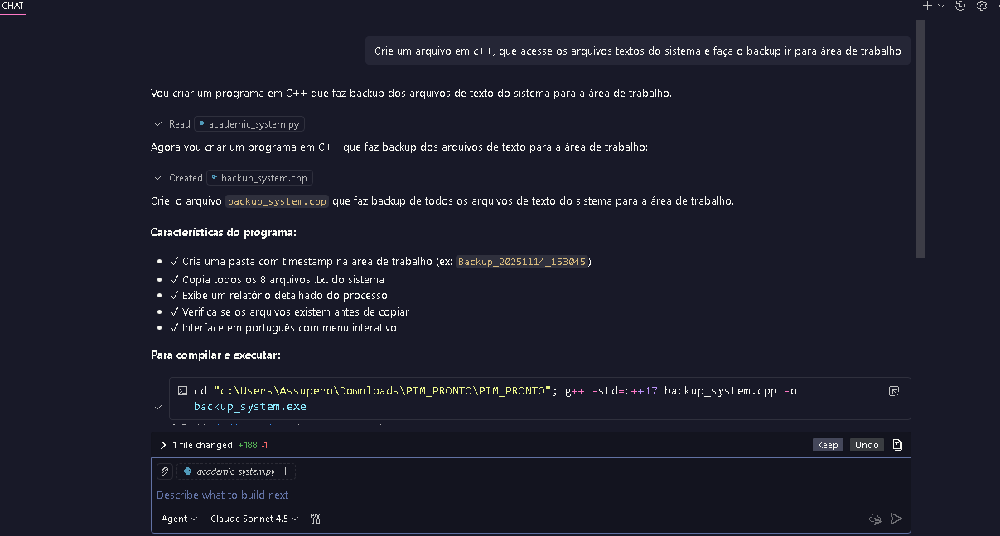 CHAT
Crie um arquivo em c++, que acesse os arquivos textos do sistema e faça o backup ir para área de trabalho
Vou criar um programa em C++ que faz backup dos arquivos de texto do sistema para a área de trabalho.
✓ Read academic_system.py
Agora vou criar um programa em C++ que faz backup dos arquivos de texto para a área de trabalho:
✓ Created backup_system.cpp
Criei o arquivo backup_system.cpp que faz backup de todos os arquivos de texto do sistema para a área de trabalho.
Características do programa:
• ✓ Cria uma pasta com timestamp na área de trabalho (ex: Backup_20251114_153045)
• ✓ Copia todos os 8 arquivos .txt do sistema
• ✓ Exibe um relatório detalhado do processo
• ✓ Verifica se os arquivos existem antes de copiar
• ✓ Interface em português com menu interativo
Para compilar e executar:
cd "c:\Users\Assupero\Downloads\PIM_PRONTO\PIM_PRONTO"; g++ -std=c++17 backup_system.cpp -o
backup_system.exe
1 file changed +188 -1 Keep Undo
academic_system.py +
Describe what to build next
Agent Claude Sonnet 4.5